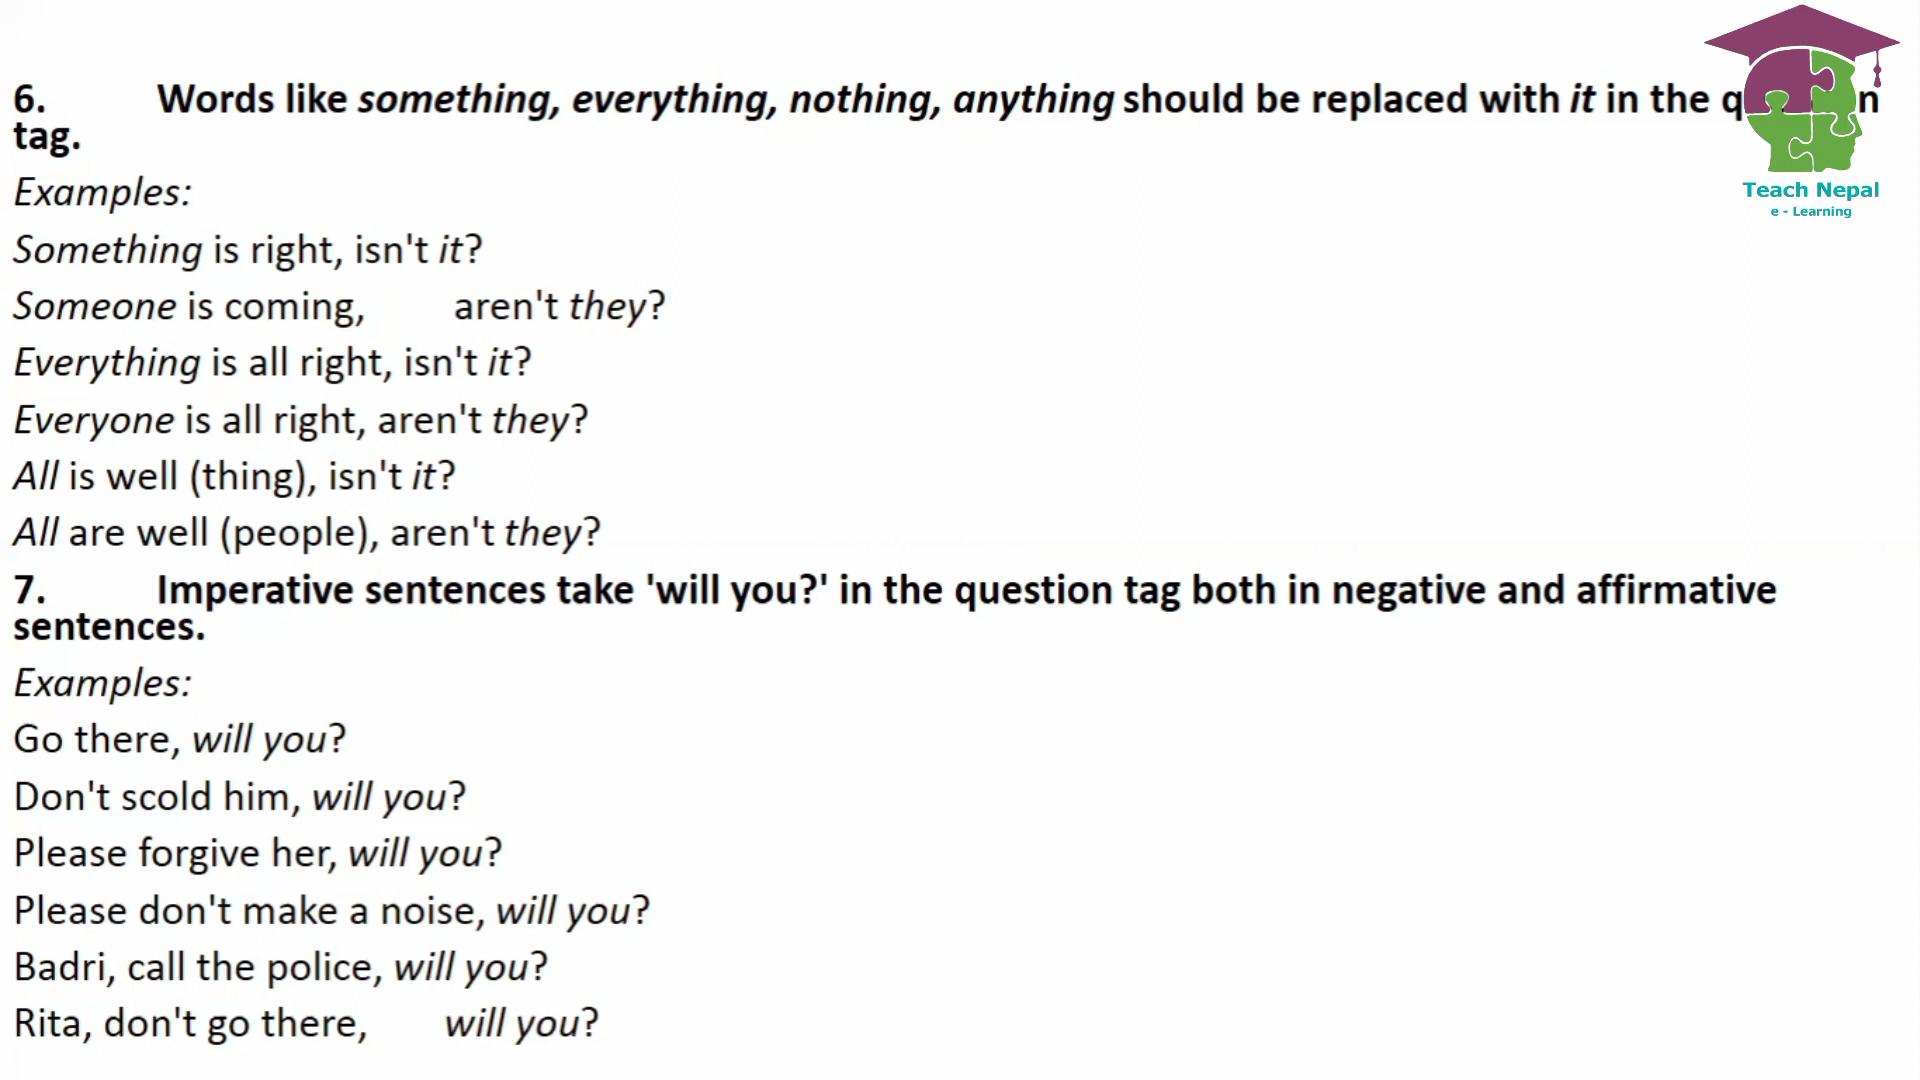 6. Words like something, everything, nothing, anything should be replaced with it in the
tag.
Examples:
Something is right, isn't it?
Someone is coming, aren't they?
Everything is all right, isn't it?
Everyone is all right, aren't they?
All is well (thing), isn't it?
All are well (people), aren't they?
7. Imperative sentences take 'will you?' in the question tag both in negative and affirmative
sentences.
Examples:
Go there, will you?
Don't scold him, will you?
Please forgive her, will you?
Please don't make a noise, will you?
Badri, call the police, will you?
Rita, don't go there, will you?
Teach Nepal
e - Learning